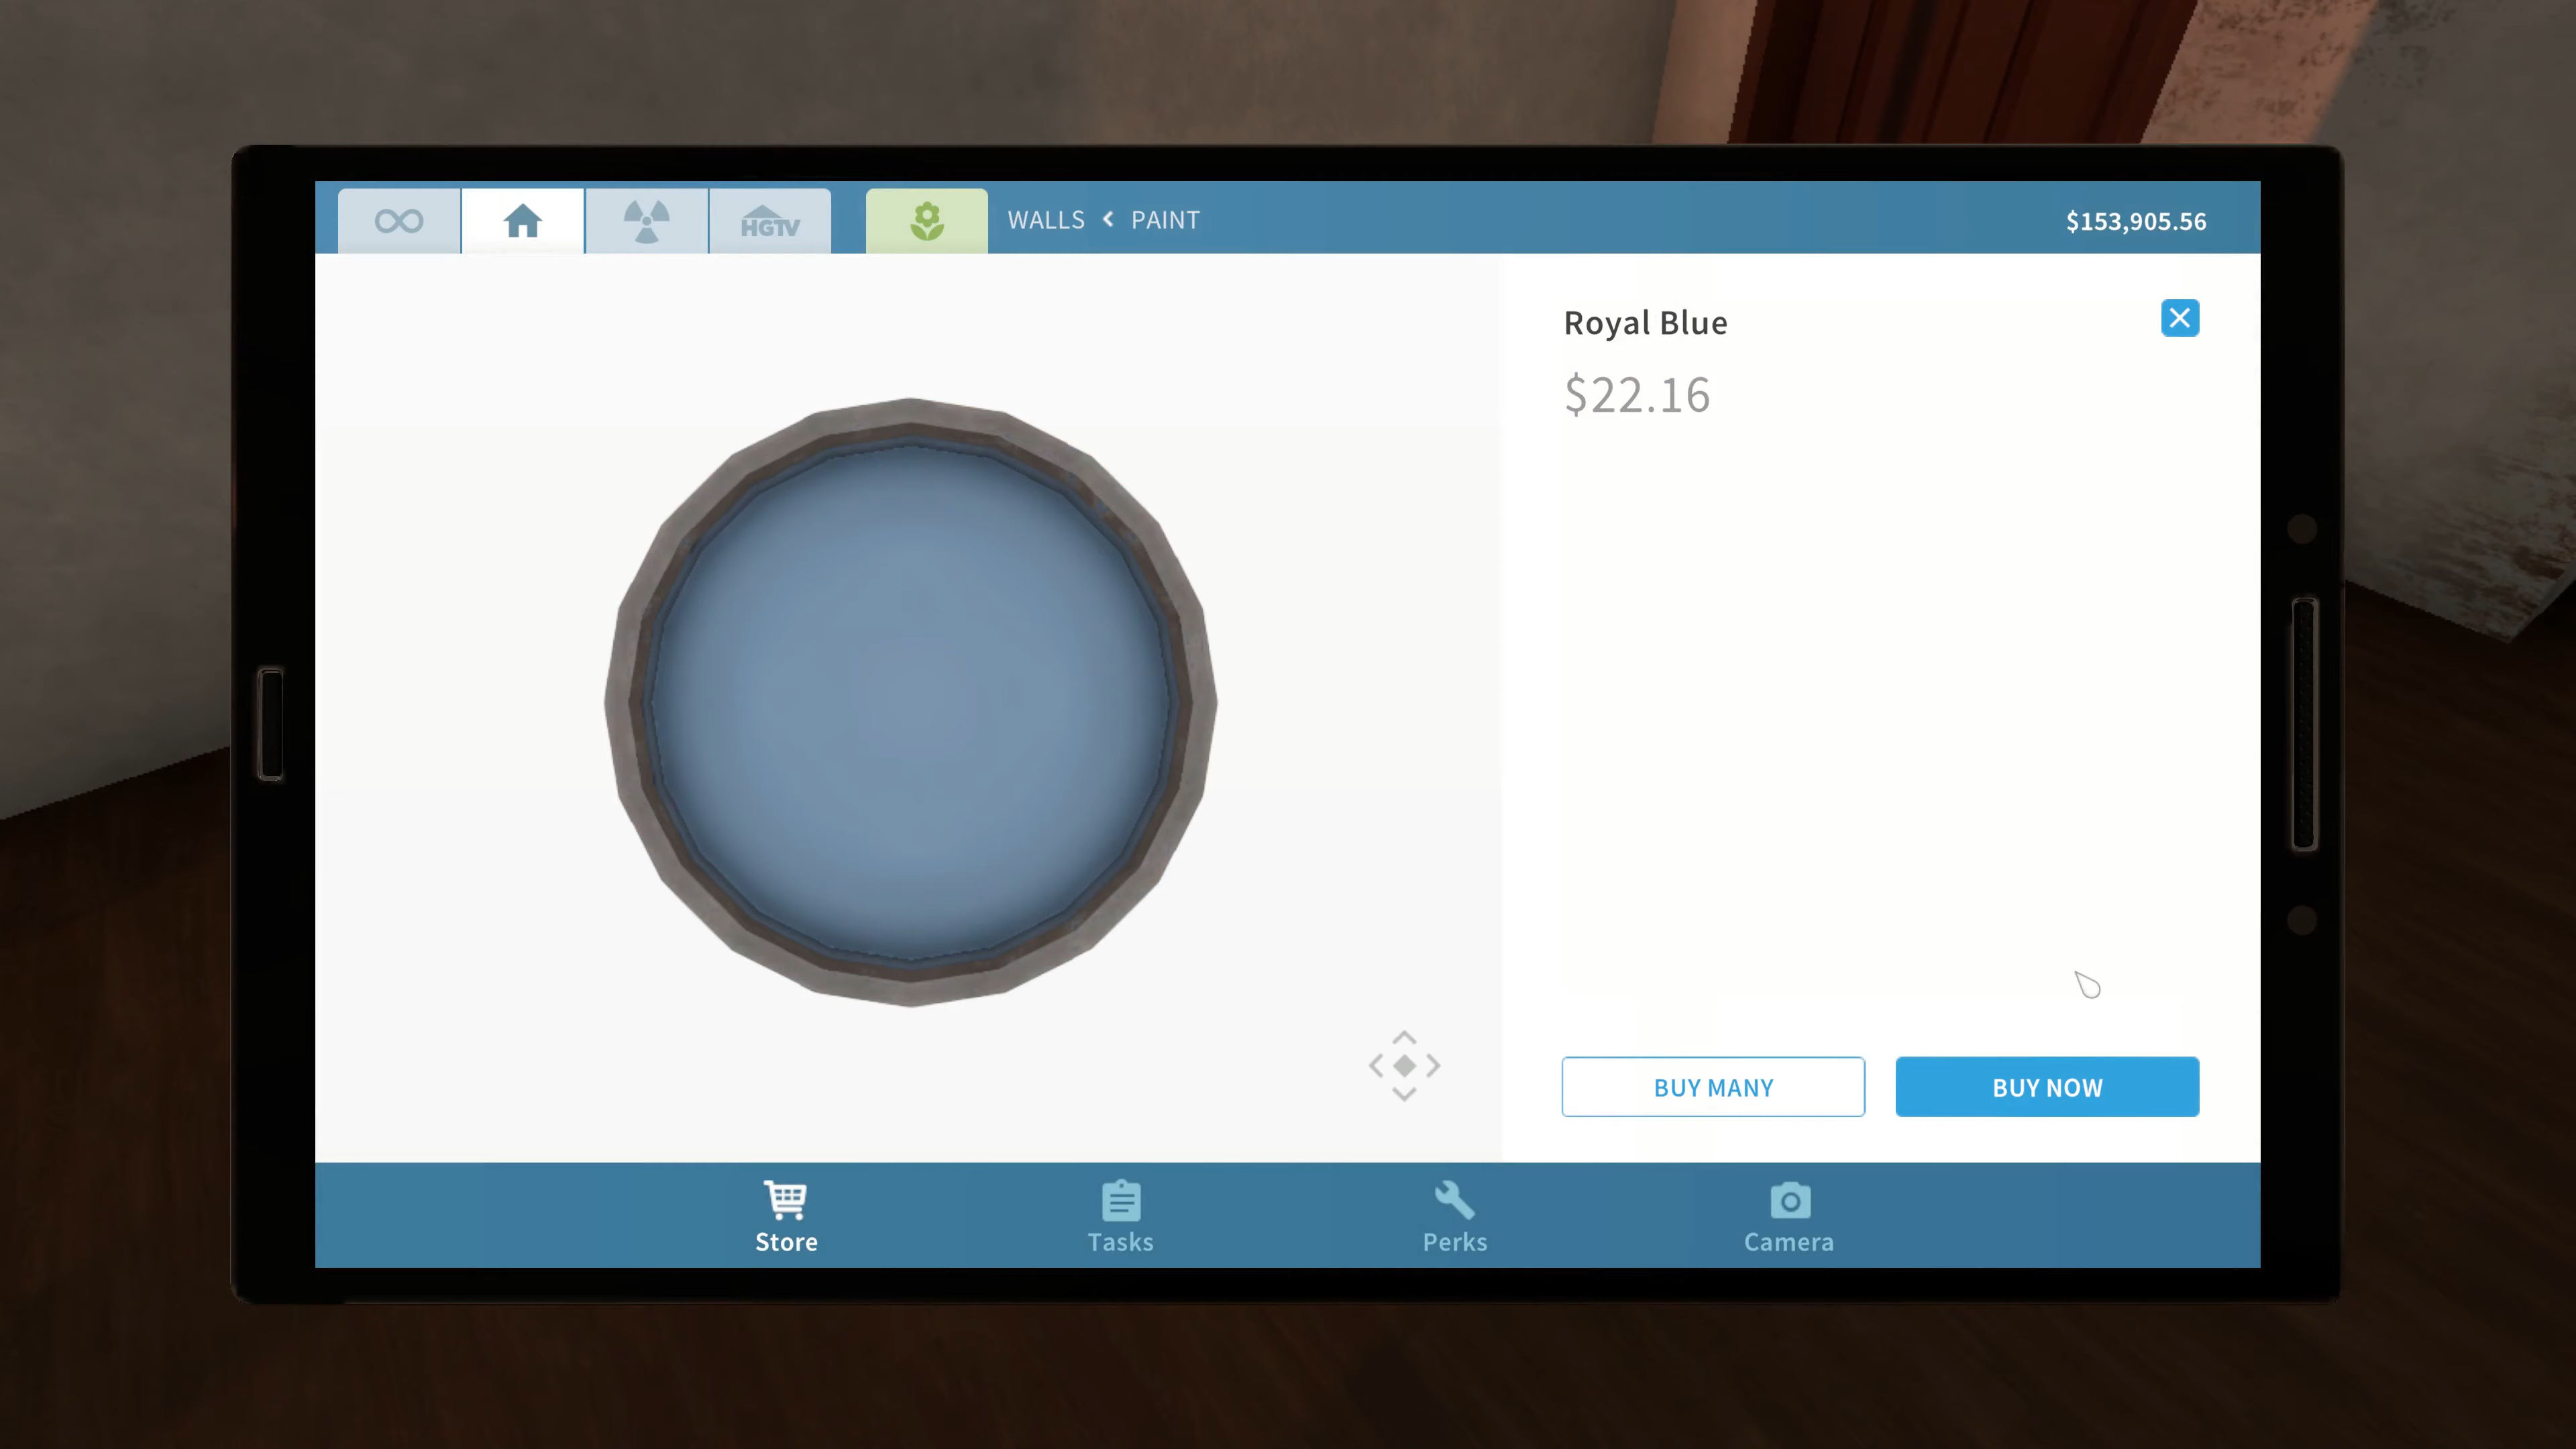 HGTV
WALLS < PAINT
$153,905.56
Royal Blue
$22.16
BUY MANY
BUY NOW
Store
Tasks
Perks
Camera